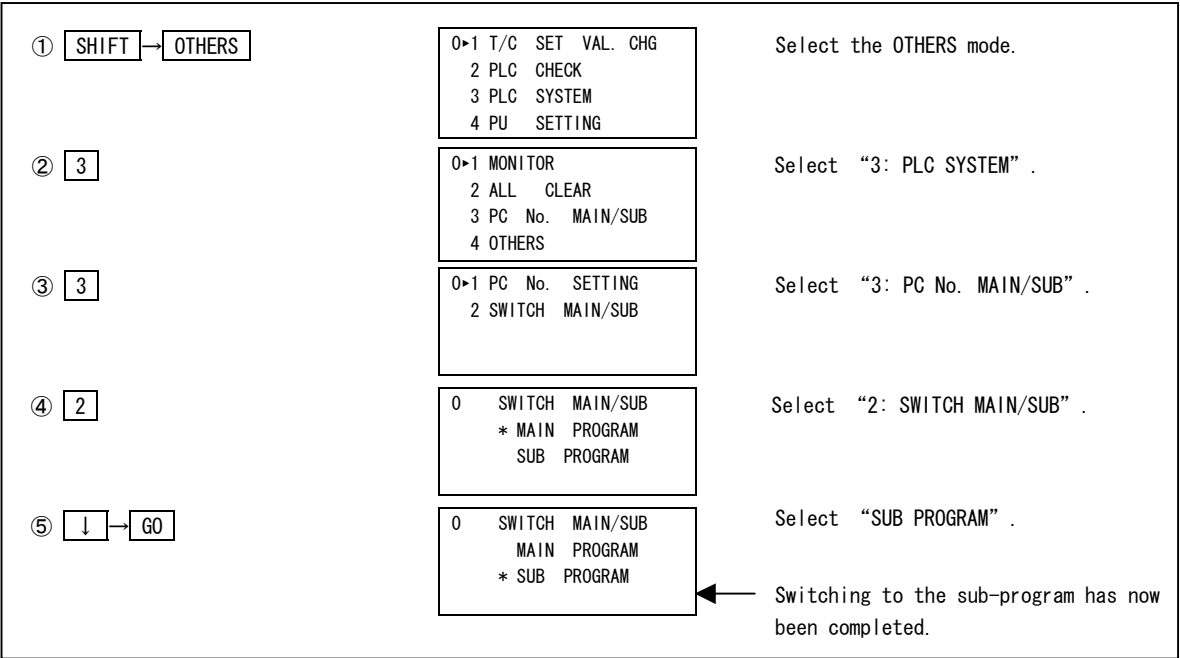 ① SHIFT → OTHERS
0▸1 T/C SET VAL. CHG
2 PLC CHECK
3 PLC SYSTEM
4 PU SETTING
Select the OTHERS mode.
② 3
0▸1 MONITOR
2 ALL CLEAR
3 PC No. MAIN/SUB
4 OTHERS
Select “3: PLC SYSTEM”.
③ 3
0▸1 PC No. SETTING
2 SWITCH MAIN/SUB
Select “3: PC No. MAIN/SUB”.
④ 2
0 SWITCH MAIN/SUB
* MAIN PROGRAM
SUB PROGRAM
Select “2: SWITCH MAIN/SUB”.
⑤ ↓ → GO
0 SWITCH MAIN/SUB
MAIN PROGRAM
* SUB PROGRAM
Select “SUB PROGRAM”.
Switching to the sub-program has now
been completed.